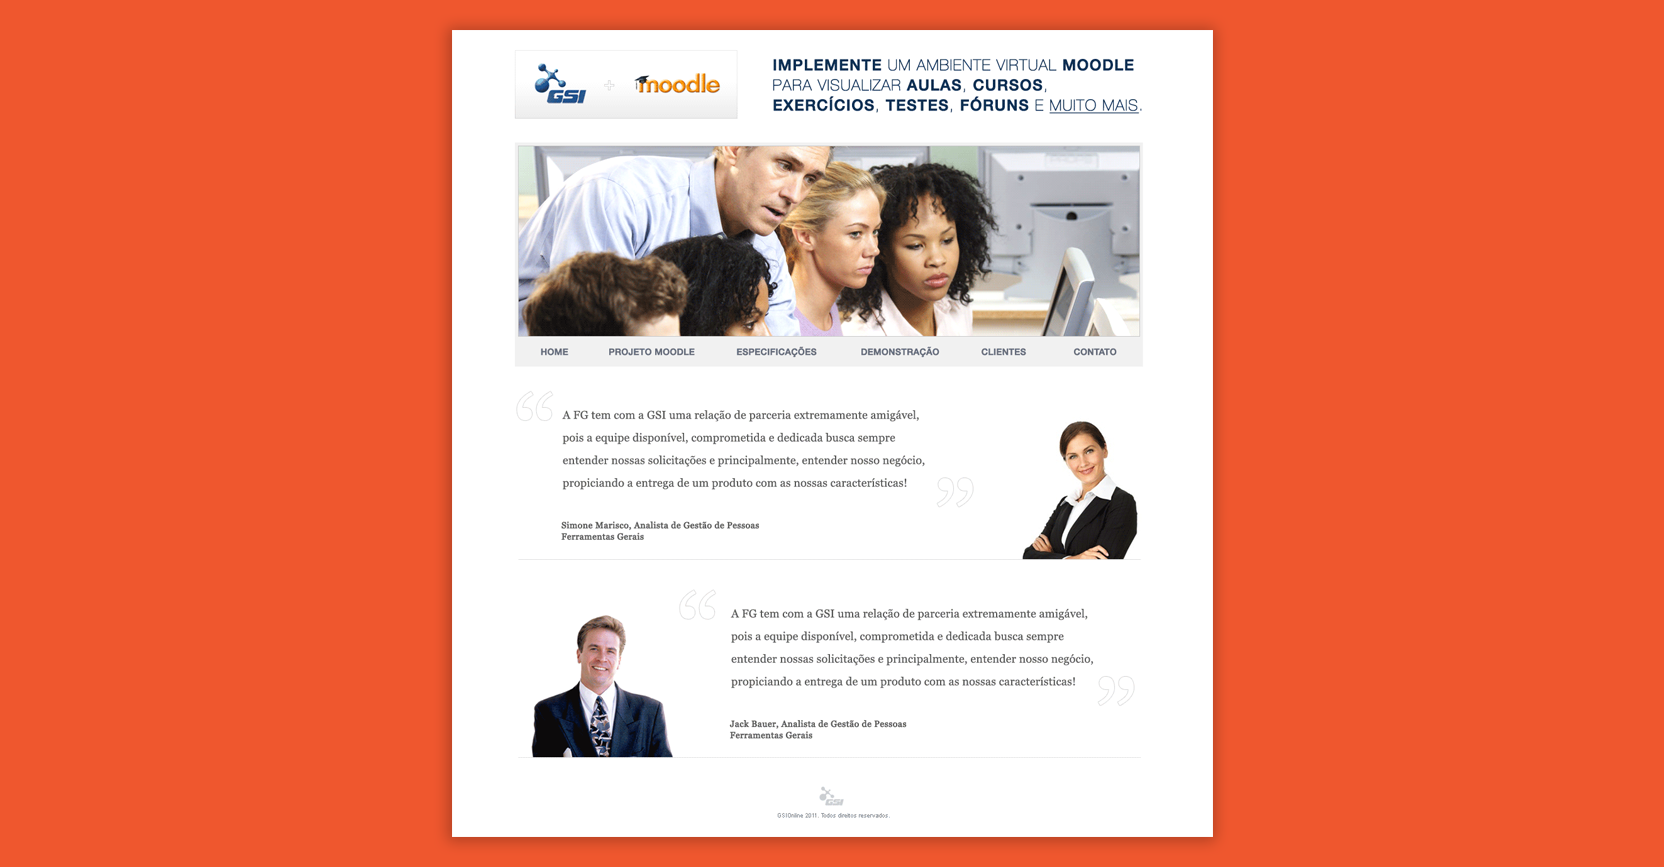 GSI + moodle
IMPLEMENTE UM AMBIENTE VIRTUAL MOODLE
PARA VISUALIZAR AULAS, CURSOS,
EXERCÍCIOS, TESTES, FÓRUNS E MUITO MAIS.
HOME PROJETO MOODLE ESPECIFICAÇÕES DEMONSTRAÇÃO CLIENTES CONTATO
“A FG tem com a GSI uma relação de parceria extremamente amigável,
pois a equipe disponível, comprometida e dedicada busca sempre
entender nossas solicitações e principalmente, entender nosso negócio,
propiciando a entrega de um produto com as nossas características!”
Simone Marisco, Analista de Gestão de Pessoas
Ferramentas Gerais
“A FG tem com a GSI uma relação de parceria extremamente amigável,
pois a equipe disponível, comprometida e dedicada busca sempre
entender nossas solicitações e principalmente, entender nosso negócio,
propiciando a entrega de um produto com as nossas características!”
Jack Bauer, Analista de Gestão de Pessoas
Ferramentas Gerais
GSI
GSIOnline 2011. Todos direitos reservados.